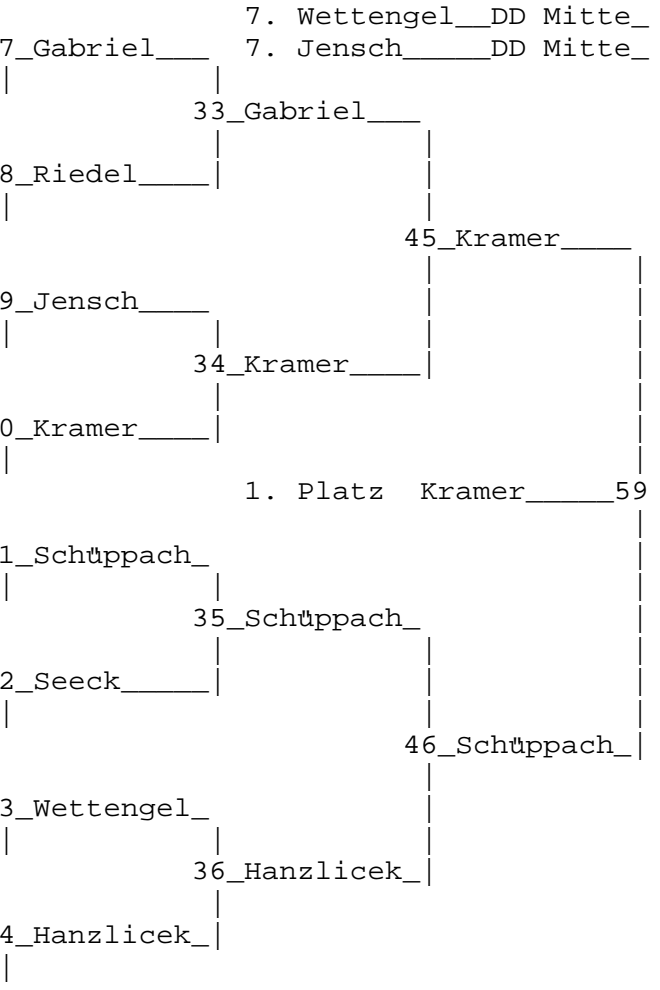 7. Wettengel__DD Mitte_
7_Gabriel___ 7. Jensch_____DD Mitte_
33_Gabriel___
8_Riedel____
45_Kramer____
9_Jensch____
34_Kramer____
0_Kramer____
1. Platz Kramer_____59
1_Schüppach_
35_Schüppach_
2_Seeck_____
46_Schüppach_
3_Wettengel_
36_Hanzlicek_
4_Hanzlicek_